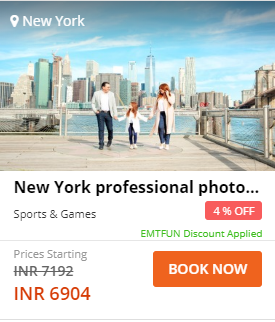 New York
New York professional photo...
Sports & Games
4 % OFF
EMTFUN Discount Applied
Prices Starting
INR 7192
INR 6904
BOOK NOW